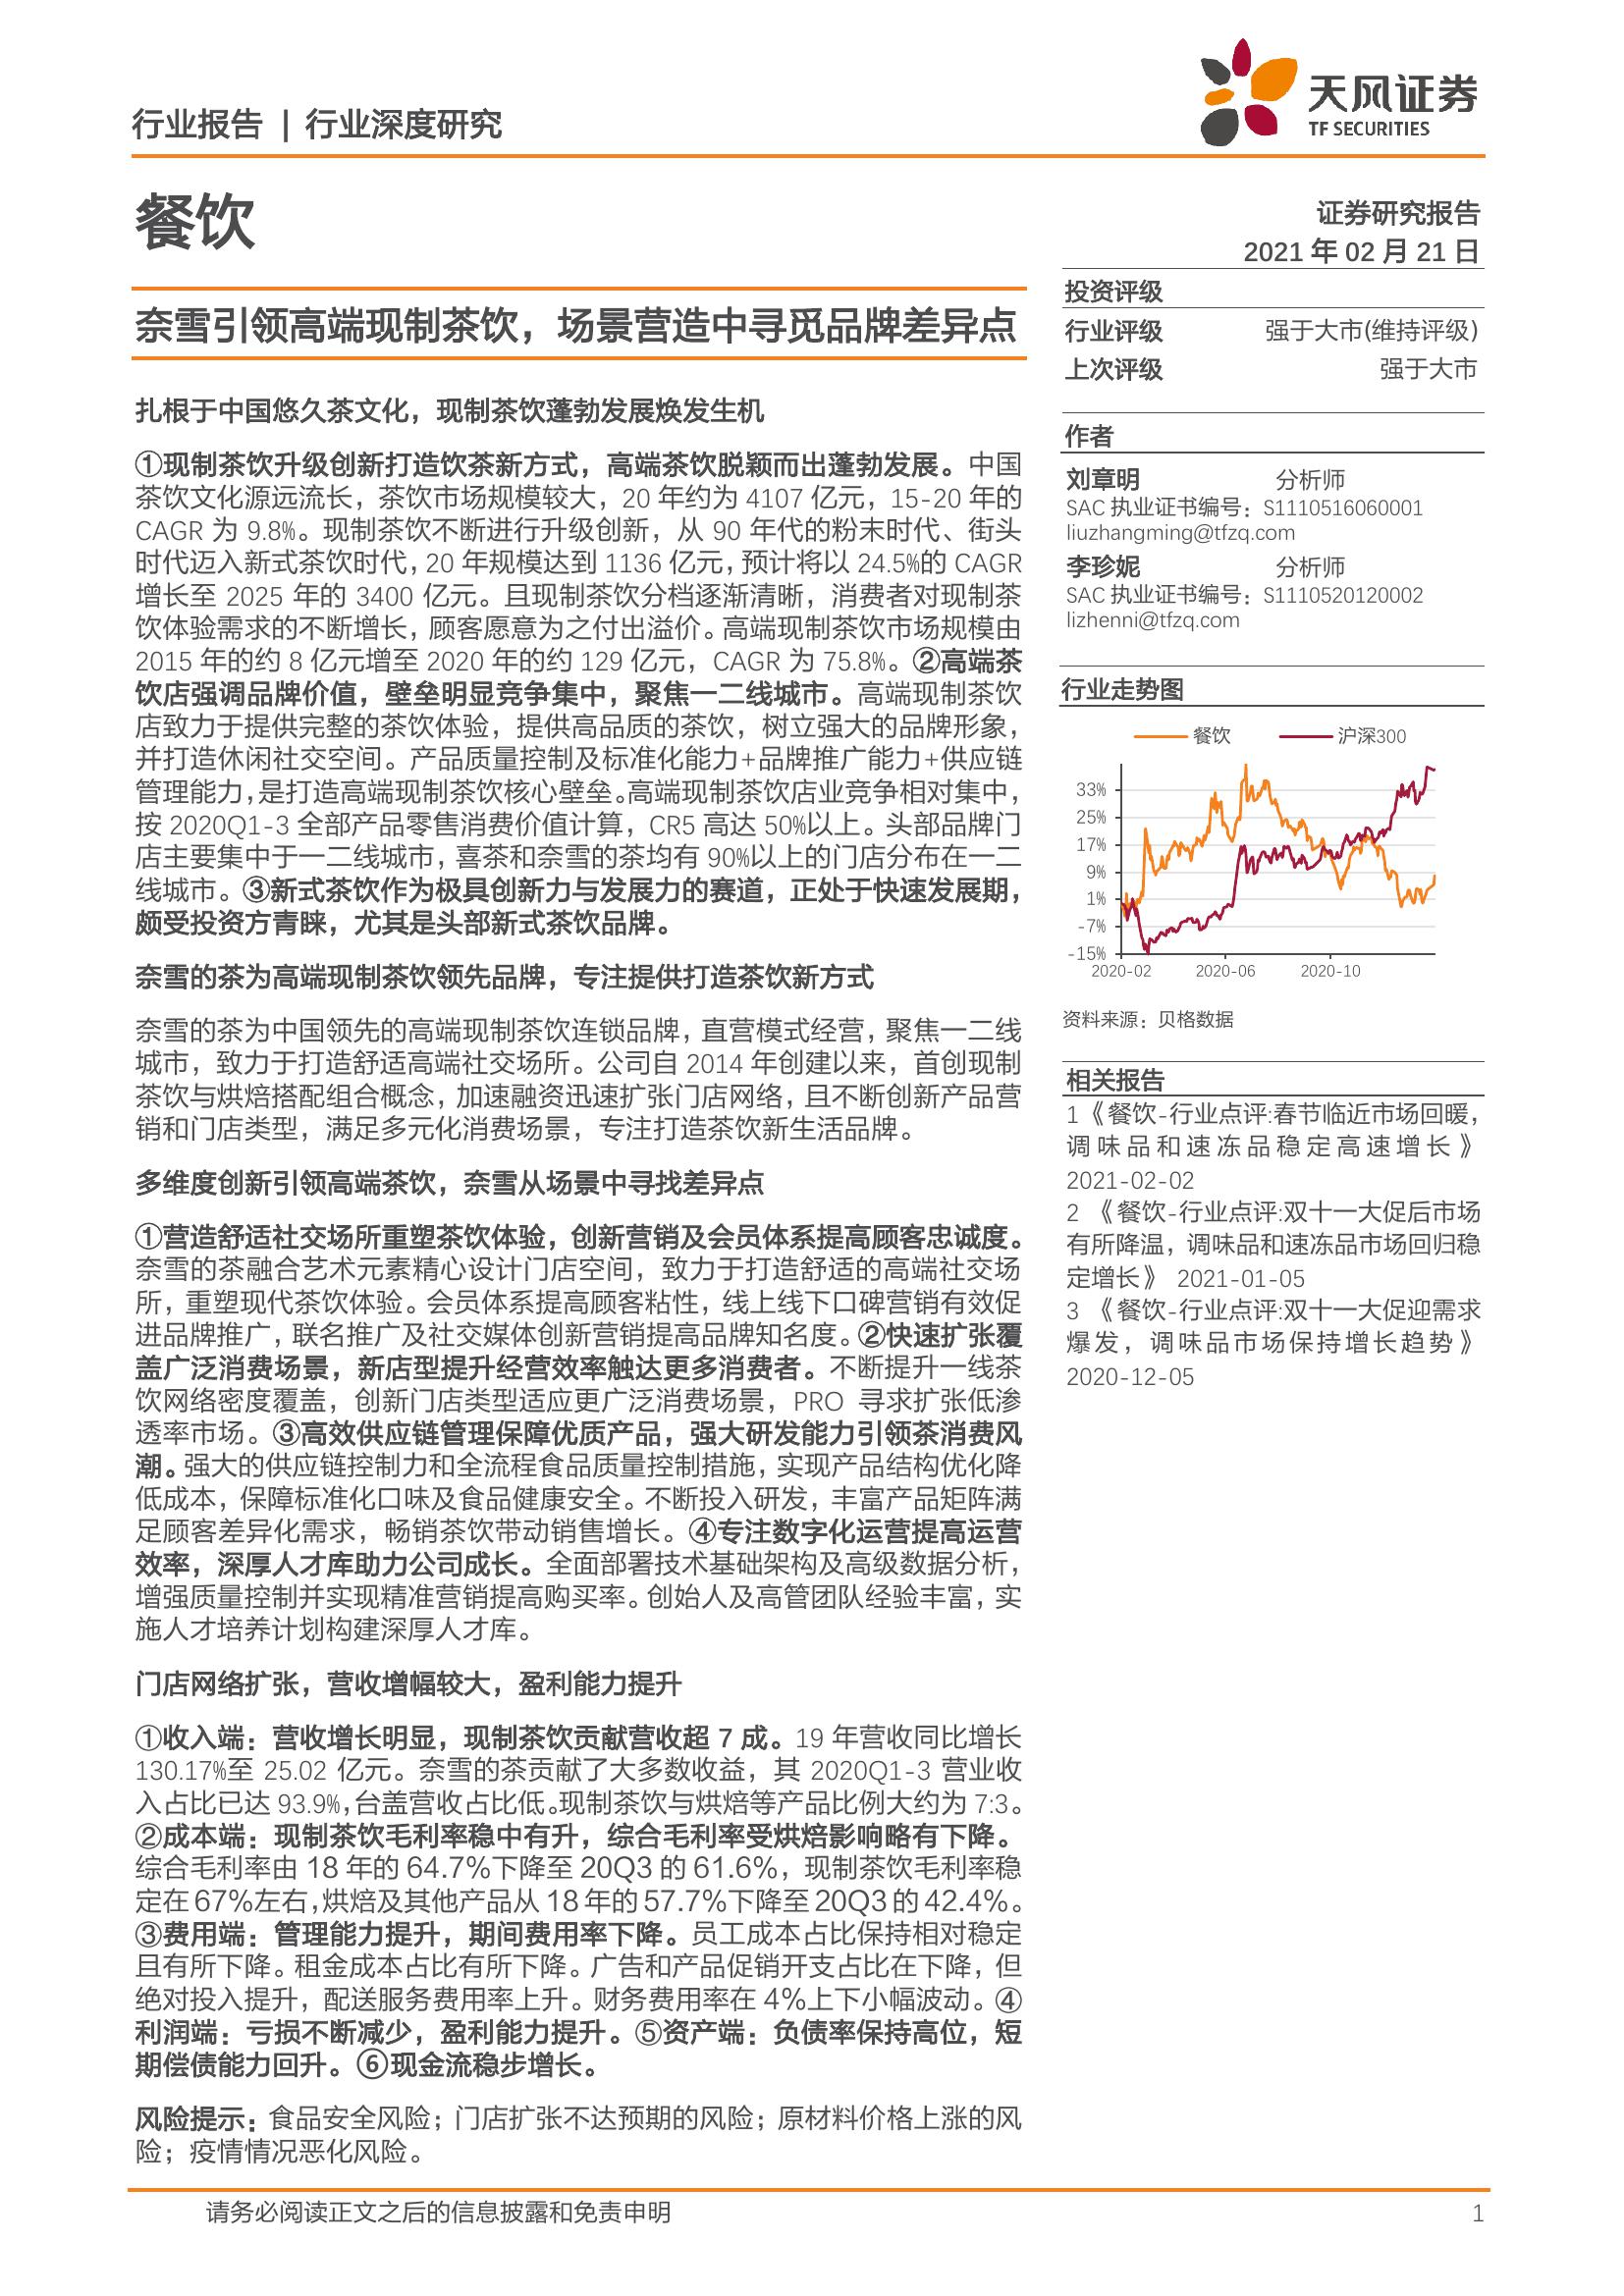 行业报告 | 行业深度研究
天风证券
TF SECURITIES
餐饮
证券研究报告
2021 年 02 月 21 日
奈雪引领高端现制茶饮，场景营造中寻觅品牌差异点
扎根于中国悠久茶文化，现制茶饮蓬勃发展焕发生机
①现制茶饮升级创新打造饮茶新方式，高端茶饮脱颖而出蓬勃发展。中国
茶饮文化源远流长，茶饮市场规模较大，20 年约为 4107 亿元，15-20 年的
CAGR 为 9.8%。现制茶饮不断进行升级创新，从 90 年代的粉末时代、街头
时代迈入新式茶饮时代，20 年规模达到 1136 亿元，预计将以 24.5%的 CAGR
增长至 2025 年的 3400 亿元。且现制茶饮分档逐渐清晰，消费者对现制茶
饮体验需求的不断增长，顾客愿意为之付出溢价。高端现制茶饮市场规模由
2015 年的约 8 亿元增至 2020 年的约 129 亿元，CAGR 为 75.8%。②高端茶
饮店强调品牌价值，壁垒明显竞争集中，聚焦一二线城市。高端现制茶饮
店致力于提供完整的茶饮体验，提供高品质的茶饮，树立强大的品牌形象，
并打造休闲社交空间。产品质量控制及标准化能力+品牌推广能力+供应链
管理能力，是打造高端现制茶饮核心壁垒。高端现制茶饮店业竞争相对集中，
按 2020Q1-3 全部产品零售消费价值计算，CR5 高达 50%以上。头部品牌门
店主要集中于一二线城市，喜茶和奈雪的茶均有 90%以上的门店分布在一二
线城市。③新式茶饮作为极具创新力与发展力的赛道，正处于快速发展期，
颇受投资方青睐，尤其是头部新式茶饮品牌。
奈雪的茶为高端现制茶饮领先品牌，专注提供打造茶饮新方式
奈雪的茶为中国领先的高端现制茶饮连锁品牌，直营模式经营，聚焦一二线
城市，致力于打造舒适高端社交场所。公司自 2014 年创建以来，首创现制
茶饮与烘焙搭配组合概念，加速融资迅速扩张门店网络，且不断创新产品营
销和门店类型，满足多元化消费场景，专注打造茶饮新生活品牌。
多维度创新引领高端茶饮，奈雪从场景中寻找差异点
①营造舒适社交场所重塑茶饮体验，创新营销及会员体系提高顾客忠诚度。
奈雪的茶融合艺术元素精心设计门店空间，致力于打造舒适的高端社交场
所，重塑现代茶饮体验。会员体系提高顾客粘性，线上线下口碑营销有效促
进品牌推广，联名推广及社交媒体创新营销提高品牌知名度。②快速扩张覆
盖广泛消费场景，新店型提升经营效率触达更多消费者。不断提升一线茶
饮网络密度覆盖，创新门店类型适应更广泛消费场景，PRO 寻求扩张低渗
透率市场。③高效供应链管理保障优质产品，强大研发能力引领茶消费风
潮。强大的供应链控制力和全流程食品质量控制措施，实现产品结构优化降
低成本，保障标准化口味及食品健康安全。不断投入研发，丰富产品矩阵满
足顾客差异化需求，畅销茶饮带动销售增长。④专注数字化运营提高运营
效率，深厚人才库助力公司成长。全面部署技术基础架构及高级数据分析，
增强质量控制并实现精准营销提高购买率。创始人及高管团队经验丰富，实
施人才培养计划构建深厚人才库。
门店网络扩张，营收增幅较大，盈利能力提升
①收入端：营收增长明显，现制茶饮贡献营收超 7 成。19 年营收同比增长
130.17%至 25.02 亿元。奈雪的茶贡献了大多数收益，其 2020Q1-3 营业收
入占比已达 93.9%，台盖营收占比低。现制茶饮与烘焙等产品比例大约为 7:3。
②成本端：现制茶饮毛利率稳中有升，综合毛利率受烘焙影响略有下降。
综合毛利率由 18 年的 64.7%下降至 20Q3 的 61.6%，现制茶饮毛利率稳
定在 67%左右，烘焙及其他产品从 18 年的 57.7%下降至 20Q3 的 42.4%。
③费用端：管理能力提升，期间费用率下降。员工成本占比保持相对稳定
且有所下降。租金成本占比有所下降。广告和产品促销开支占比在下降，但
绝对投入提升，配送服务费用率上升。财务费用率在 4%上下小幅波动。④
利润端：亏损不断减少，盈利能力提升。⑤资产端：负债率保持高位，短
期偿债能力回升。⑥现金流稳步增长。
风险提示：食品安全风险；门店扩张不达预期的风险；原材料价格上涨的风
险；疫情情况恶化风险。
投资评级
行业评级 强于大市(维持评级)
上次评级 强于大市
作者
刘章明 分析师
SAC 执业证书编号：S1110516060001
liuzhangming@tfzq.com
李珍妮 分析师
SAC 执业证书编号：S1110520120002
lizhenni@tfzq.com
行业走势图
餐饮 沪深300
33%
25%
17%
9%
1%
-7%
-15%
2020-02 2020-06 2020-10
资料来源：贝格数据
相关报告
1 《餐饮-行业点评:春节临近市场回暖，
调味品和速冻品稳定高速增长》
2021-02-02
2 《餐饮-行业点评:双十一大促后市场
有所降温，调味品和速冻品市场回归稳
定增长》 2021-01-05
3 《餐饮-行业点评:双十一大促迎需求
爆发，调味品市场保持增长趋势》
2020-12-05
请务必阅读正文之后的信息披露和免责申明 1